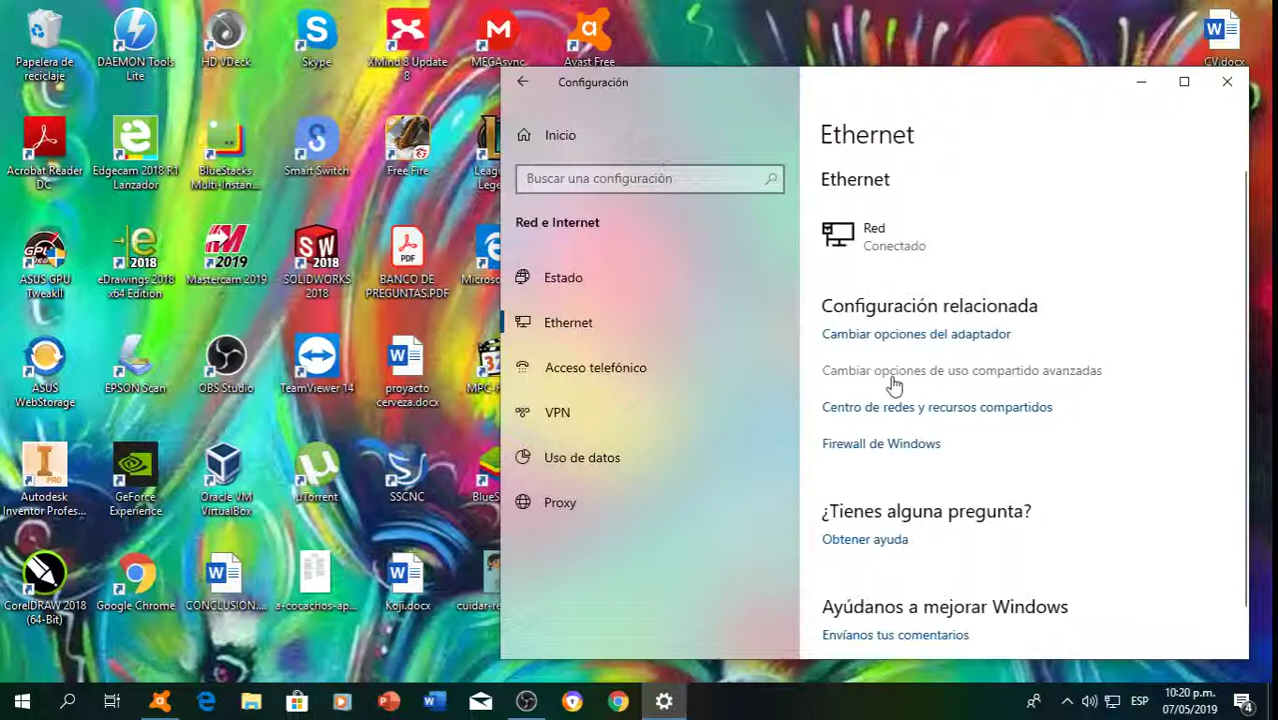 Papelera de
reciclaje
DAEMON Tools
Lite
HD VDeck
Skype
XMind 8 Update
8
MEGAsync
Avast Free
CV.docx
Acrobat Reader
DC
Edgecam 2018 R1
Lanzador
BlueStacks
Multi-Instan...
Smart Switch
Free Fire
ASUS GPU
TweakII
eDrawings 2018
x64 Edition
Mastercam 2019
SOLIDWORKS
2018
BANCO DE
PREGUNTAS.PDF
ASUS
WebStorage
EPSON Scan
OBS Studio
TeamViewer 14
proyacto
cerveza.docx
Autodesk
Inventor Profes...
GeForce
Experience
Oracle VM
VirtualBox
µTorrent
SSCNC
CorelDRAW 2018
(64-Bit)
Google Chrome
CONCLUSION....
a-cocachos-ap...
Koji.docx
Configuración
Inicio
Buscar una configuración
Red e Internet
Estado
Ethernet
Acceso telefónico
VPN
Uso de datos
Proxy
Ethernet
Ethernet
Red
Conectado
Configuración relacionada
Cambiar opciones del adaptador
Cambiar opciones de uso compartido avanzadas
Centro de redes y recursos compartidos
Firewall de Windows
¿Tienes alguna pregunta?
Obtener ayuda
Ayúdanos a mejorar Windows
Envíanos tus comentarios
ESP
10:20 p.m.
07/05/2019
4